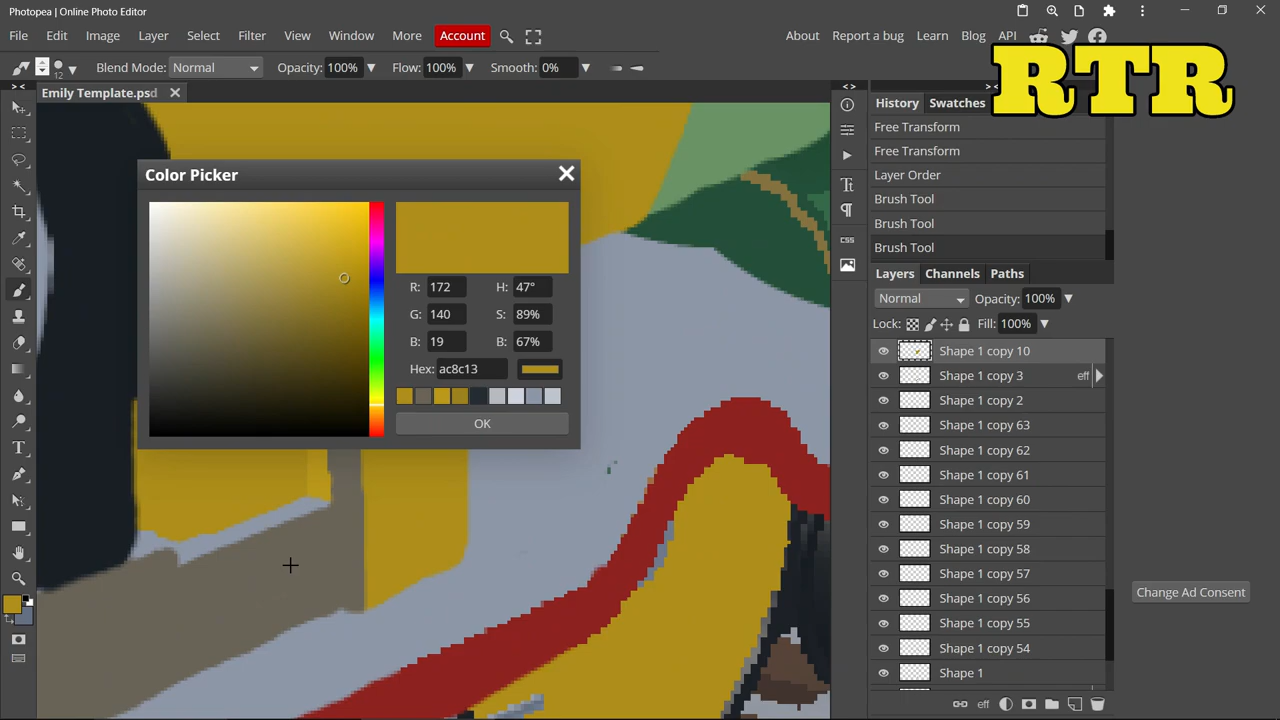 Photopea | Online Photo Editor
File Edit Image Layer Select Filter View Window More Account About Report a bug Learn Blog API
12 Blend Mode: Normal Opacity: 100% Flow: 100% Smooth: 0%
RTR
Emily Template.psd
Color Picker
R: 172 H: 47°
G: 140 S: 89%
B: 19 B: 67%
Hex: ac8c13
OK
CSS
History Swatches
Free Transform
Free Transform
Layer Order
Brush Tool
Brush Tool
Brush Tool
Layers Channels Paths
Normal Opacity: 100%
Lock: Fill: 100%
Shape 1 copy 10
Shape 1 copy 3 eff
Shape 1 copy 2
Shape 1 copy 63
Shape 1 copy 62
Shape 1 copy 61
Shape 1 copy 60
Shape 1 copy 59
Shape 1 copy 58
Shape 1 copy 57
Shape 1 copy 56
Shape 1 copy 55
Shape 1 copy 54
Shape 1
eff
Change Ad Consent